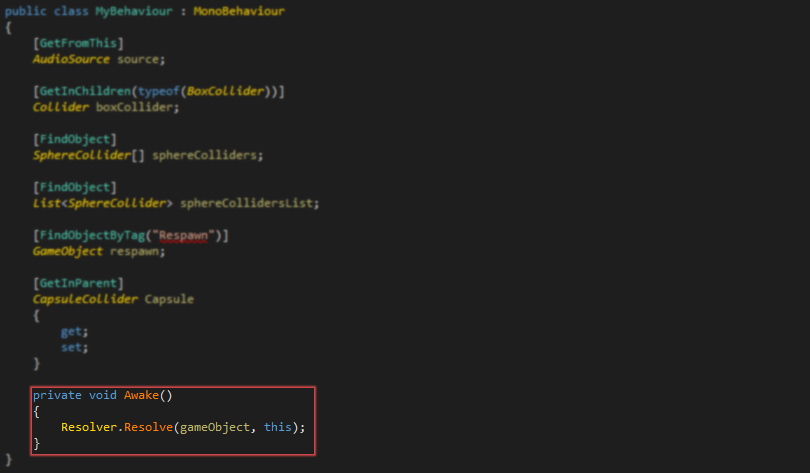 public class MyBehaviour : MonoBehaviour
{
[GetFromThis]
AudioSource source;
[GetInChildren(typeof(BoxCollider))]
Collider boxCollider;
[FindObject]
SphereCollider[] sphereColliders;
[FindObject]
List<SphereCollider> sphereCollidersList;
[FindObjectByTag("Respawn")]
GameObject respawn;
[GetInParent]
CapsuleCollider Capsule
{
get;
set;
}
private void Awake()
{
Resolver.Resolve(gameObject, this);
}
}